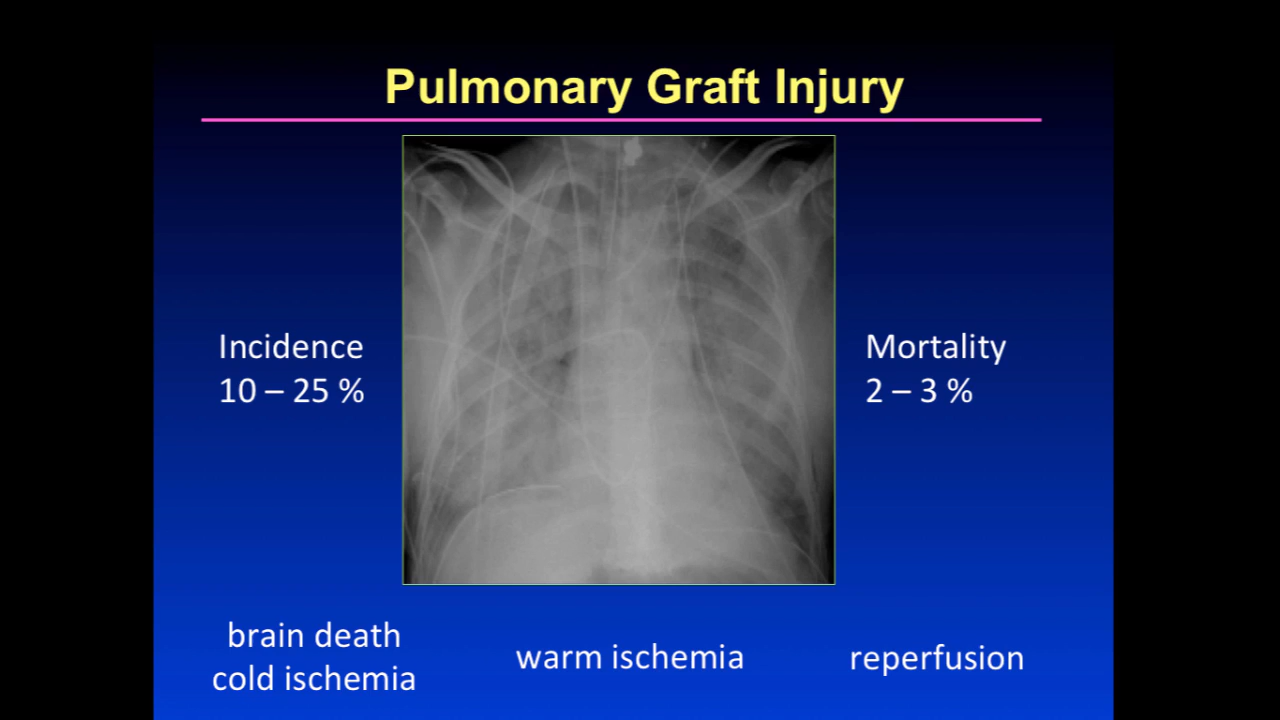 Pulmonary Graft Injury
Incidence
10 – 25 %
Mortality
2 – 3 %
brain death
cold ischemia
warm ischemia
reperfusion